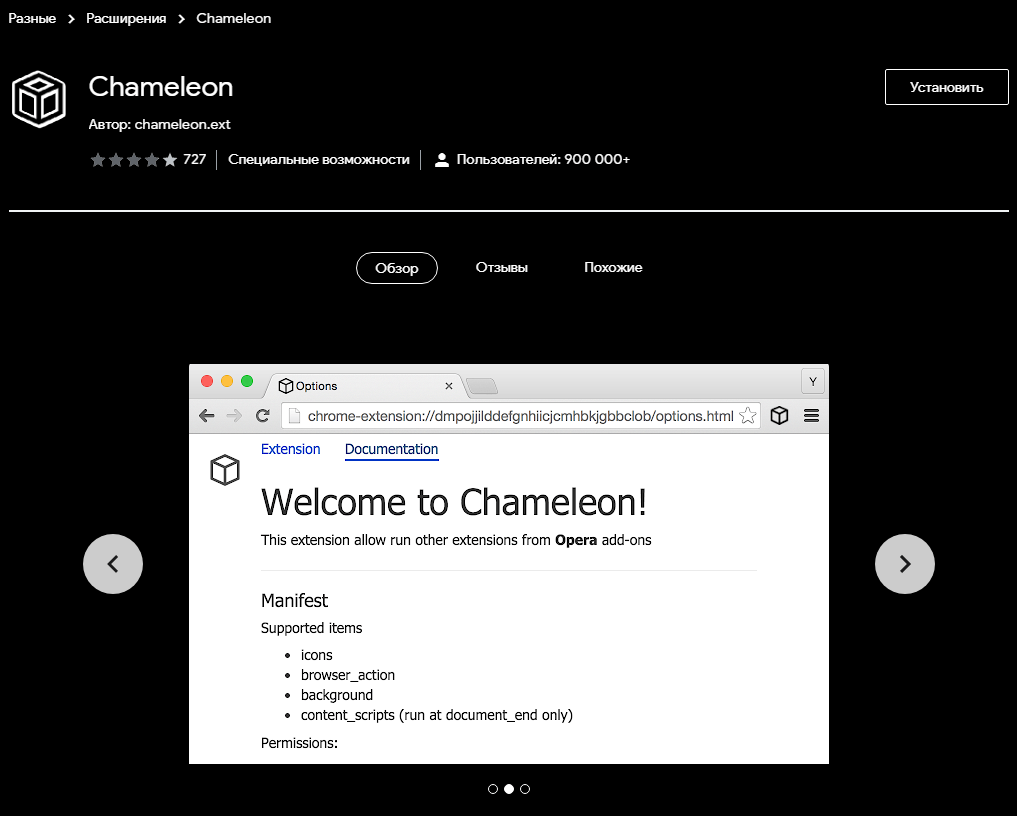 Разные > Расширения > Chameleon
Chameleon
Установить
Автор: chameleon.ext
727 Специальные возможности Пользователей: 900 000+
Обзор Отзывы Похожие
Options Y
chrome-extension://dmpojjilddefgnhiicjcmhbkjgbbclob/options.html
Extension Documentation
Welcome to Chameleon!
This extension allow run other extensions from Opera add-ons
Manifest
Supported items
• icons
• browser_action
• background
• content_scripts (run at document_end only)
Permissions: